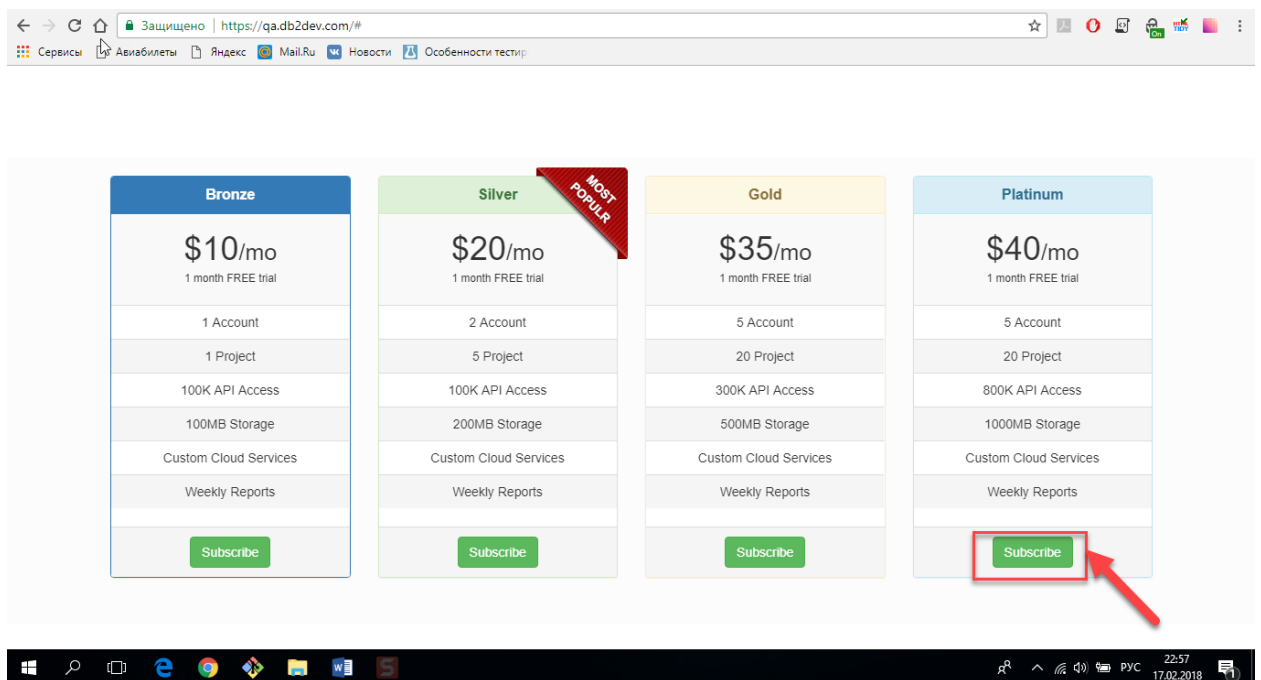 Защищено | https://qa.db2dev.com/#
Сервисы Авиабилеты Яндекс Mail.Ru Новости Особенности тестир
On
HTML TIDY
Bronze
$10/mo
1 month FREE trial
1 Account
1 Project
100K API Access
100MB Storage
Custom Cloud Services
Weekly Reports
Subscribe
Silver
MOST
POPULR
$20/mo
1 month FREE trial
2 Account
5 Project
100K API Access
200MB Storage
Custom Cloud Services
Weekly Reports
Subscribe
Gold
$35/mo
1 month FREE trial
5 Account
20 Project
300K API Access
500MB Storage
Custom Cloud Services
Weekly Reports
Subscribe
Platinum
$40/mo
1 month FREE trial
5 Account
20 Project
800K API Access
1000MB Storage
Custom Cloud Services
Weekly Reports
Subscribe
РУС
22:57
17.02.2018
1